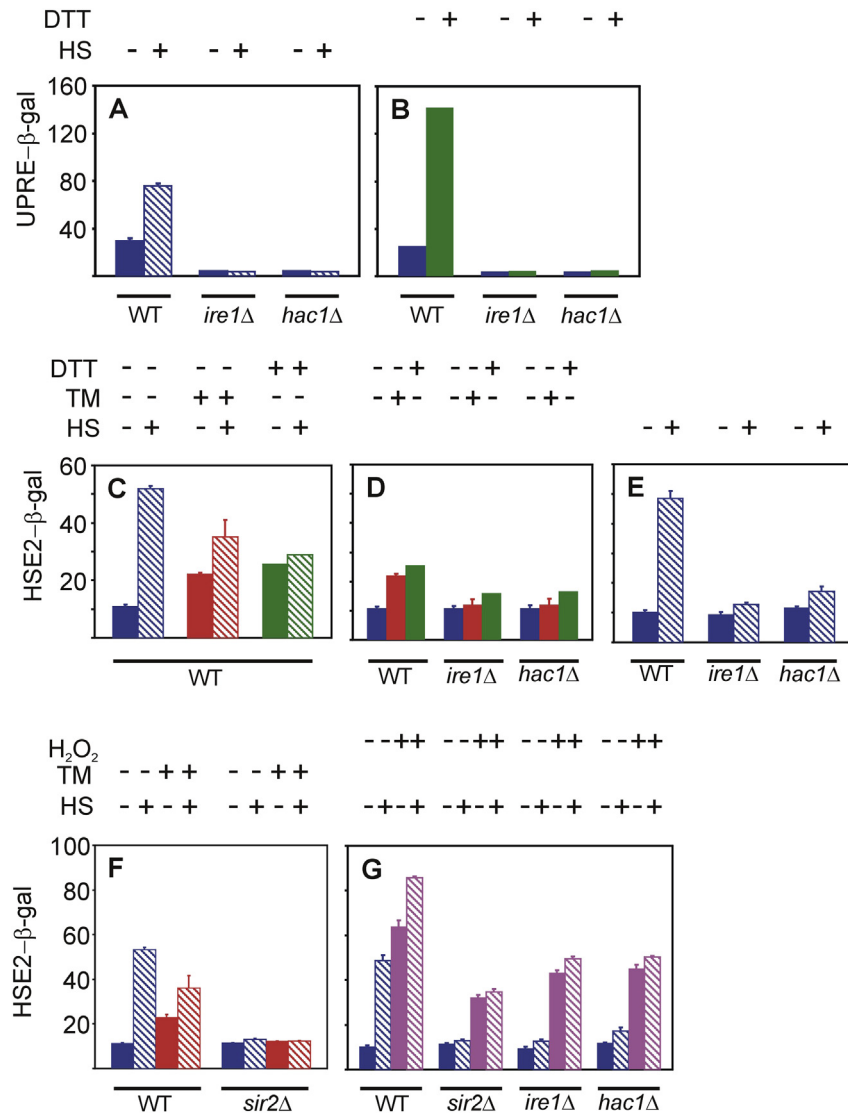 DTT - + - + - +
HS - + - + - +
160
120
80
40
UPRE–β-gal
A
B
WT ire1Δ hac1Δ WT ire1Δ hac1Δ
DTT - - - - + + - - + - - + - - +
TM - - + + - - - + - - + - - + -
HS - + - + - + - + - + - +
60
40
20
HSE2–β-gal
C
D
E
WT
WT ire1Δ hac1Δ
WT ire1Δ hac1Δ
H₂O₂ - - + + - - + + - - + + - - + +
TM - - + + - - + +
HS - + - + - + - + - + - + - + - + - + - + - + - +
100
80
60
40
20
HSE2–β-gal
F
G
WT sir2Δ
WT sir2Δ ire1Δ hac1Δ